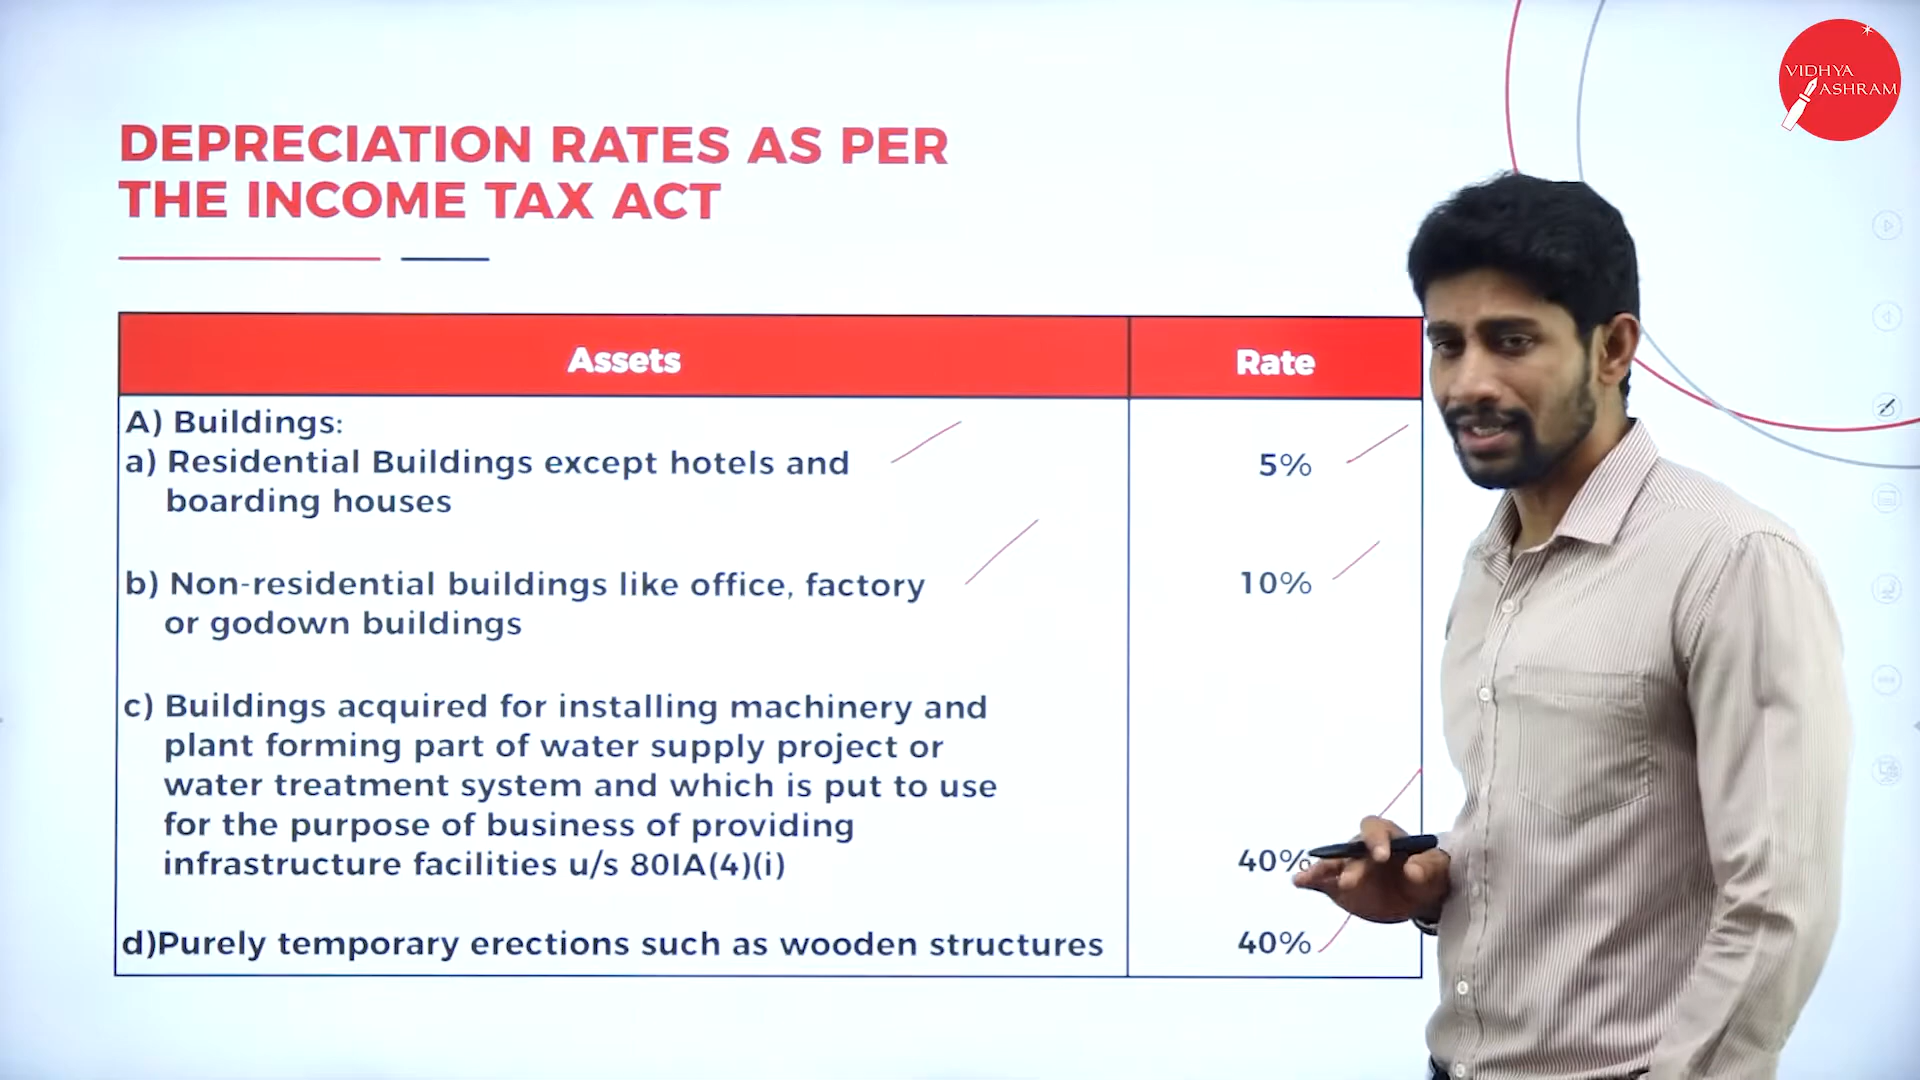 VIDHYA
ASHRAM
DEPRECIATION RATES AS PER
THE INCOME TAX ACT
Assets
Rate
A) Buildings:
a) Residential Buildings except hotels and
boarding houses
5%
b) Non-residential buildings like office, factory
or godown buildings
10%
c) Buildings acquired for installing machinery and
plant forming part of water supply project or
water treatment system and which is put to use
for the purpose of business of providing
infrastructure facilities u/s 80IA(4)(i)
40%
d)Purely temporary erections such as wooden structures
40%